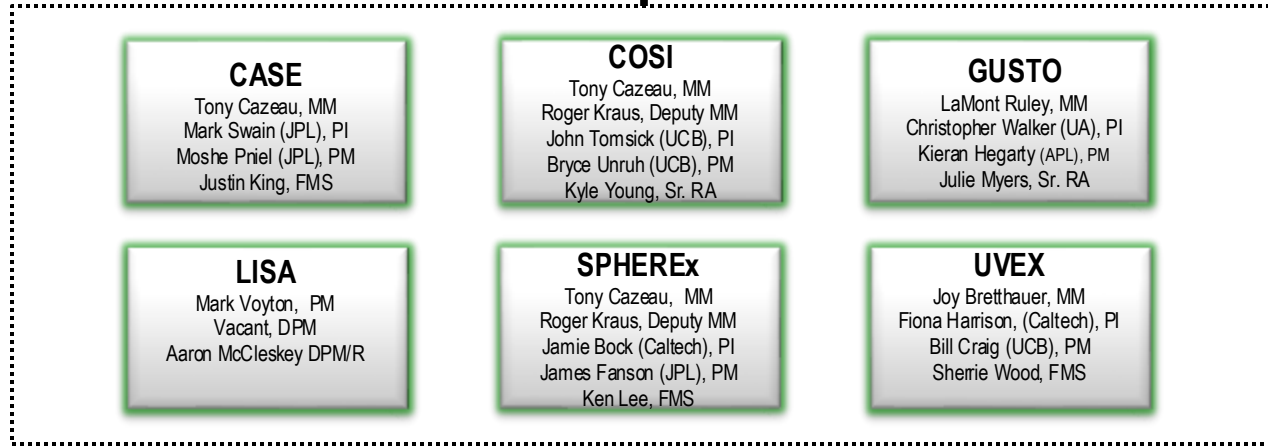 CASE
Tony Cazeau, MM
Mark Swain (JPL), PI
Moshe Pniel (JPL), PM
Justin King, FMS
COSI
Tony Cazeau, MM
Roger Kraus, Deputy MM
John Tomsick (UCB), PI
Bryce Unruh (UCB), PM
Kyle Young, Sr. RA
GUSTO
LaMont Ruley, MM
Christopher Walker (UA), PI
Kieran Hegarty (APL), PM
Julie Myers, Sr. RA
LISA
Mark Voyton, PM
Vacant, DPM
Aaron McCleskey DPM/R
SPHEREx
Tony Cazeau, MM
Roger Kraus, Deputy MM
Jamie Bock (Caltech), PI
James Fanson (JPL), PM
Ken Lee, FMS
UVEX
Joy Bretthauer, MM
Fiona Harrison, (Caltech), PI
Bill Craig (UCB), PM
Sherrie Wood, FMS